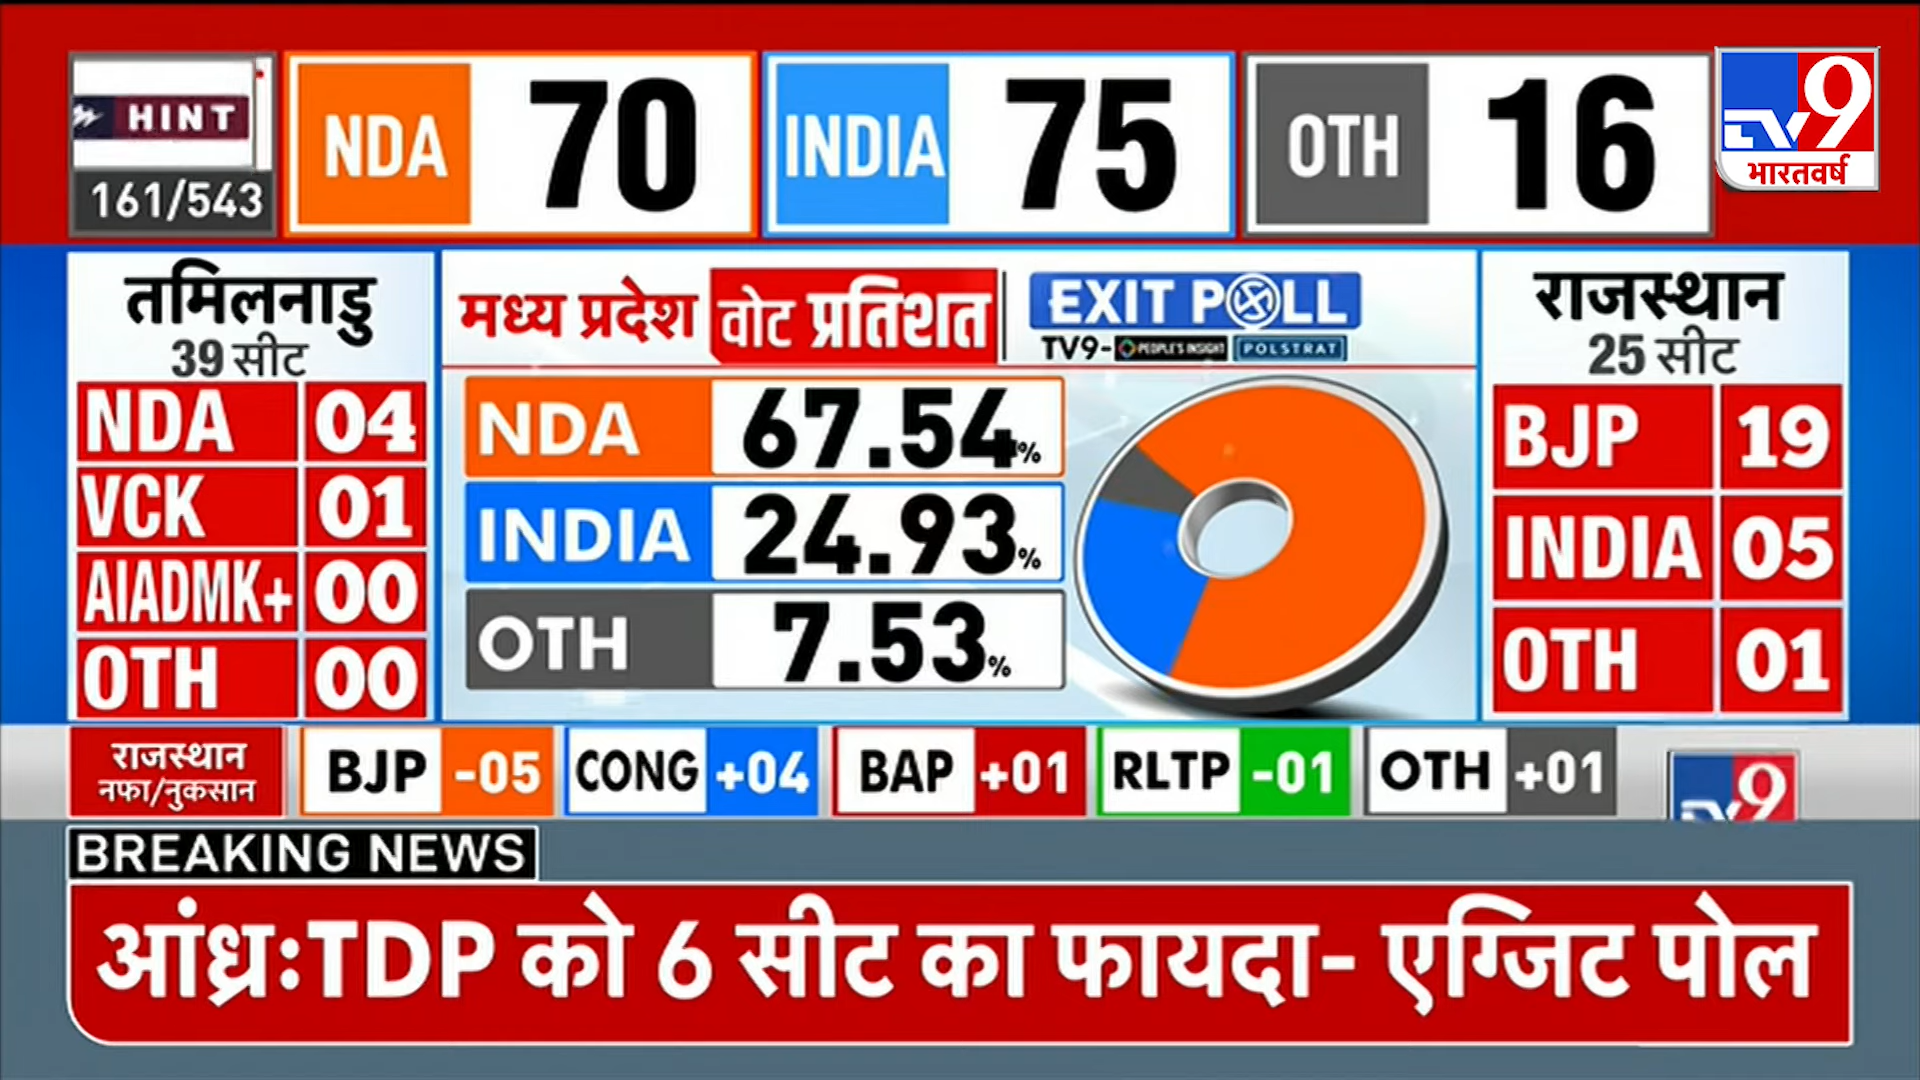 HINT
161/543
NDA 70
INDIA 75
OTH 16
TV9
भारतवर्ष
तमिलनाडु
39 सीट
NDA 04
VCK 01
AIADMK+ 00
OTH 00
मध्य प्रदेश वोट प्रतिशत
EXIT POLL
TV9- PEOPLE'S INSIGHT POLSTRAT
NDA 67.54%
INDIA 24.93%
OTH 7.53%
राजस्थान
25 सीट
BJP 19
INDIA 05
OTH 01
राजस्थान
नफा/नुकसान
BJP -05 CONG +04 BAP +01 RLTP -01 OTH +01
TV9
BREAKING NEWS
आंध्रः TDP को 6 सीट का फायदा- एग्जिट पोल